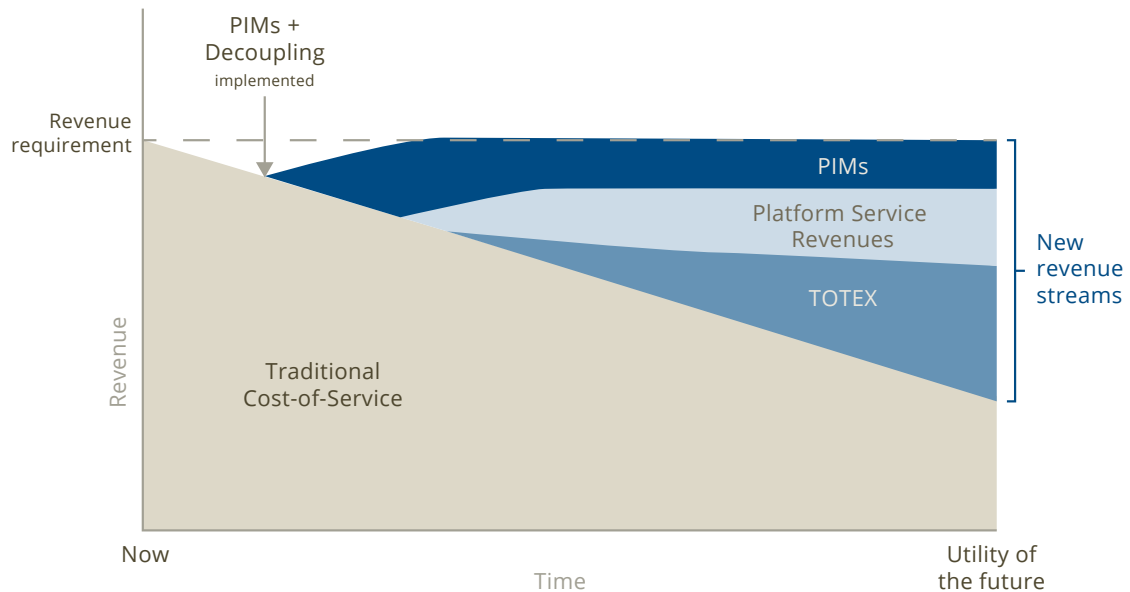 PIMs +
Decoupling
implemented
Revenue
requirement
PIMs
Platform Service
Revenues
New
revenue
streams
TOTEX
Revenue
Traditional
Cost-of-Service
Now
Utility of
the future
Time